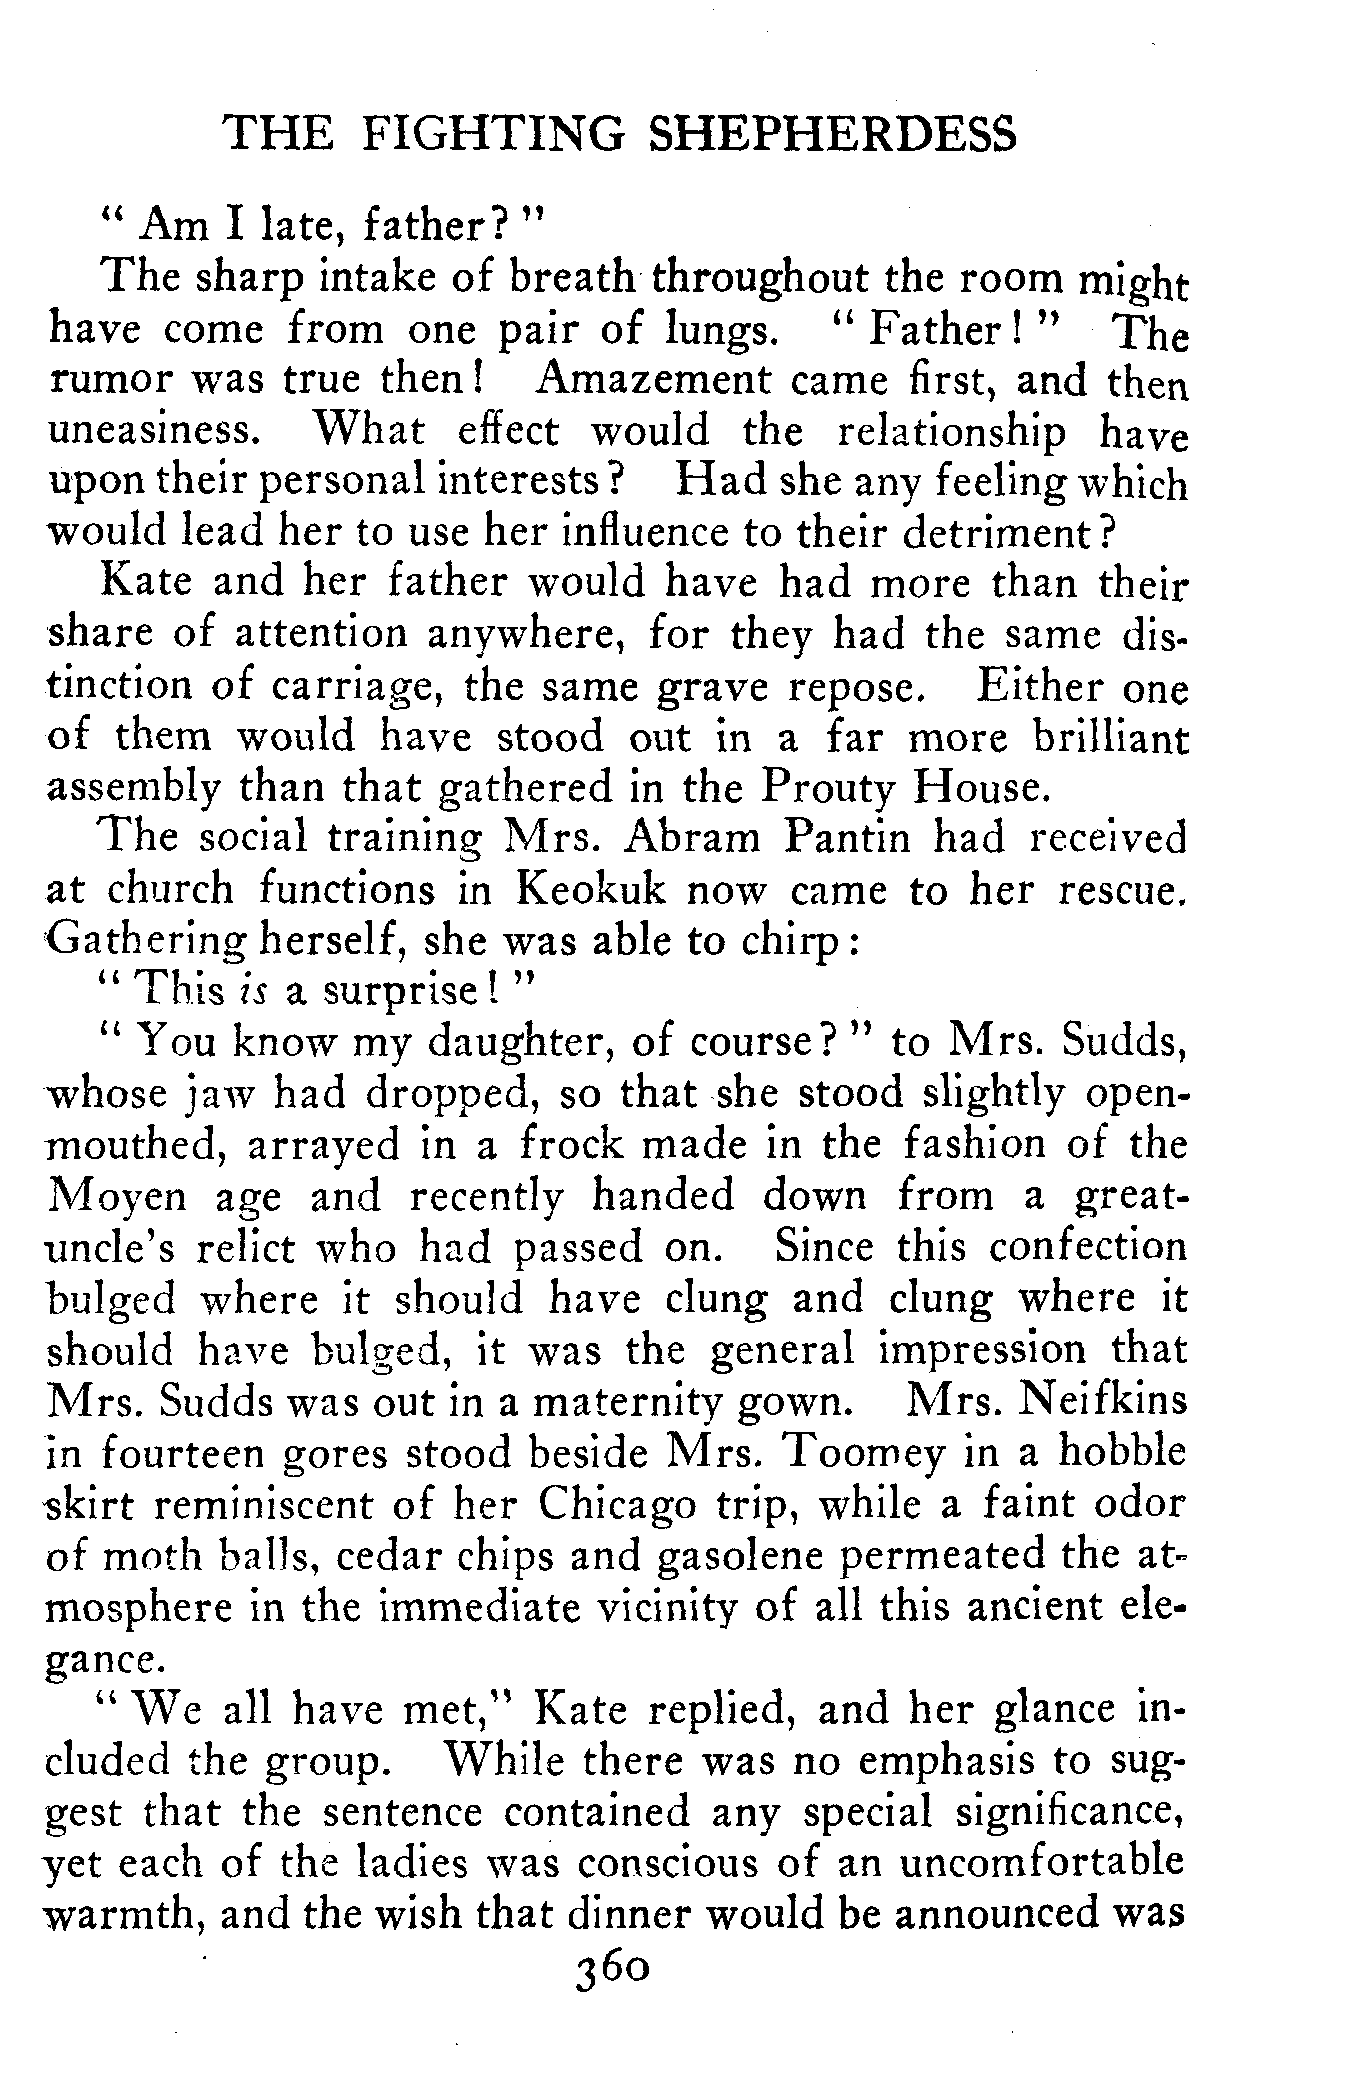 THE FIGHTING SHEPHERDESS
" Am I late, father? "
The sharp intake of breath throughout the room might
have come from one pair of lungs. " Father! " The
rumor was true then! Amazement came first, and then
uneasiness. What effect would the relationship have
upon their personal interests? Had she any feeling which
would lead her to use her influence to their detriment?
Kate and her father would have had more than their
share of attention anywhere, for they had the same dis-
tinction of carriage, the same grave repose. Either one
of them would have stood out in a far more brilliant
assembly than that gathered in the Prouty House.
The social training Mrs. Abram Pantin had received
at church functions in Keokuk now came to her rescue.
Gathering herself, she was able to chirp:
" This is a surprise! "
" You know my daughter, of course? " to Mrs. Sudds,
whose jaw had dropped, so that she stood slightly open-
mouthed, arrayed in a frock made in the fashion of the
Moyen age and recently handed down from a great-
uncle's relict who had passed on. Since this confection
bulged where it should have clung and clung where it
should have bulged, it was the general impression that
Mrs. Sudds was out in a maternity gown. Mrs. Neifkins
in fourteen gores stood beside Mrs. Toomey in a hobble
skirt reminiscent of her Chicago trip, while a faint odor
of moth balls, cedar chips and gasolene permeated the at-
mosphere in the immediate vicinity of all this ancient ele-
gance.
" We all have met," Kate replied, and her glance in-
cluded the group. While there was no emphasis to sug-
gest that the sentence contained any special significance,
yet each of the ladies was conscious of an uncomfortable
warmth, and the wish that dinner would be announced was
360